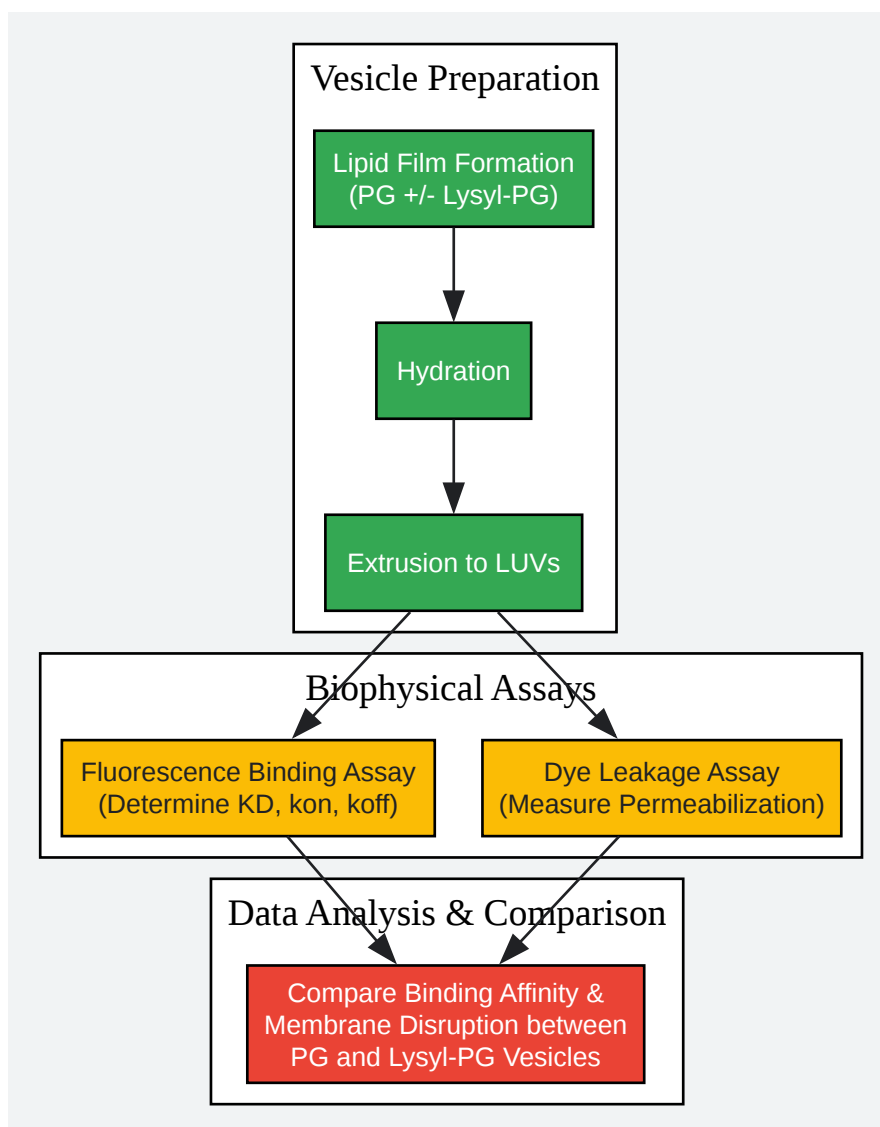 Vesicle Preparation
Lipid Film Formation
(PG +/- Lysyl-PG)
Hydration
Extrusion to LUVs
Biophysical Assays
Fluorescence Binding Assay
(Determine KD, kon, koff)
Dye Leakage Assay
(Measure Permeabilization)
Data Analysis & Comparison
Compare Binding Affinity &
Membrane Disruption between
PG and Lysyl-PG Vesicles